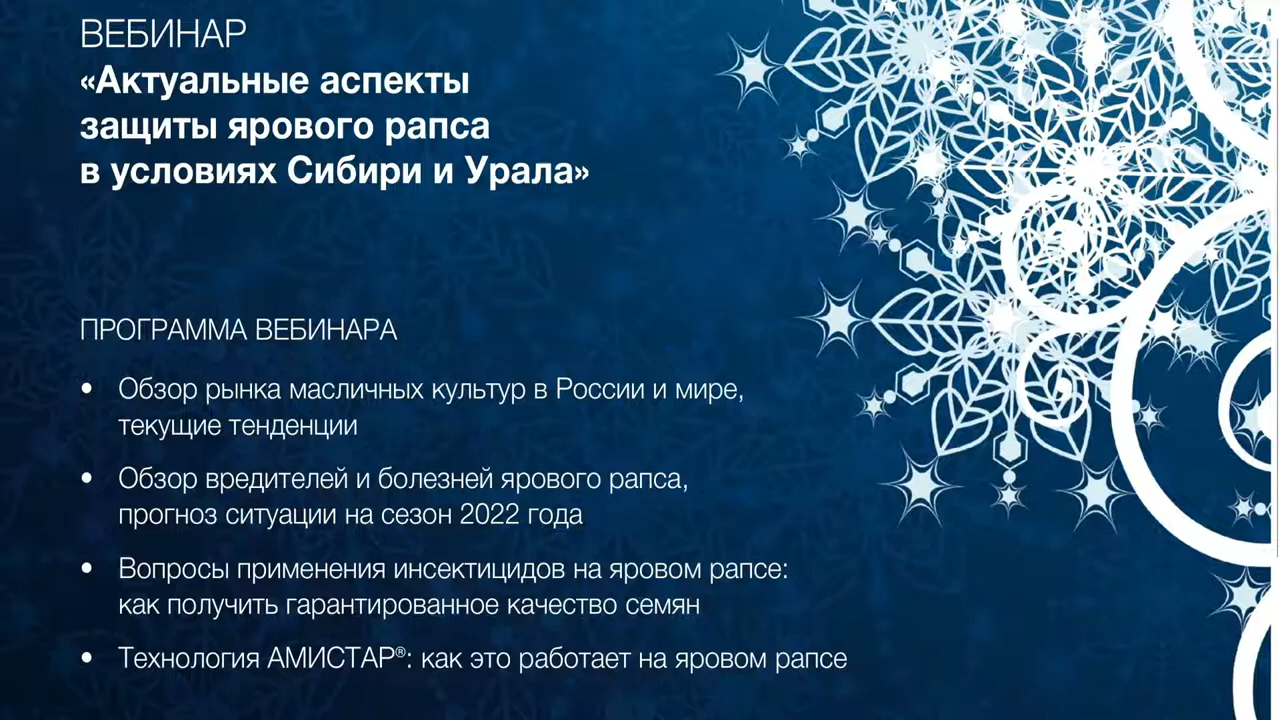 ВЕБИНАР
«Актуальные аспекты
защиты ярового рапса
в условиях Сибири и Урала»
ПРОГРАММА ВЕБИНАРА
• Обзор рынка масличных культур в России и мире,
текущие тенденции
• Обзор вредителей и болезней ярового рапса,
прогноз ситуации на сезон 2022 года
• Вопросы применения инсектицидов на яровом рапсе:
как получить гарантированное качество семян
• Технология АМИСТАР®: как это работает на яровом рапсе